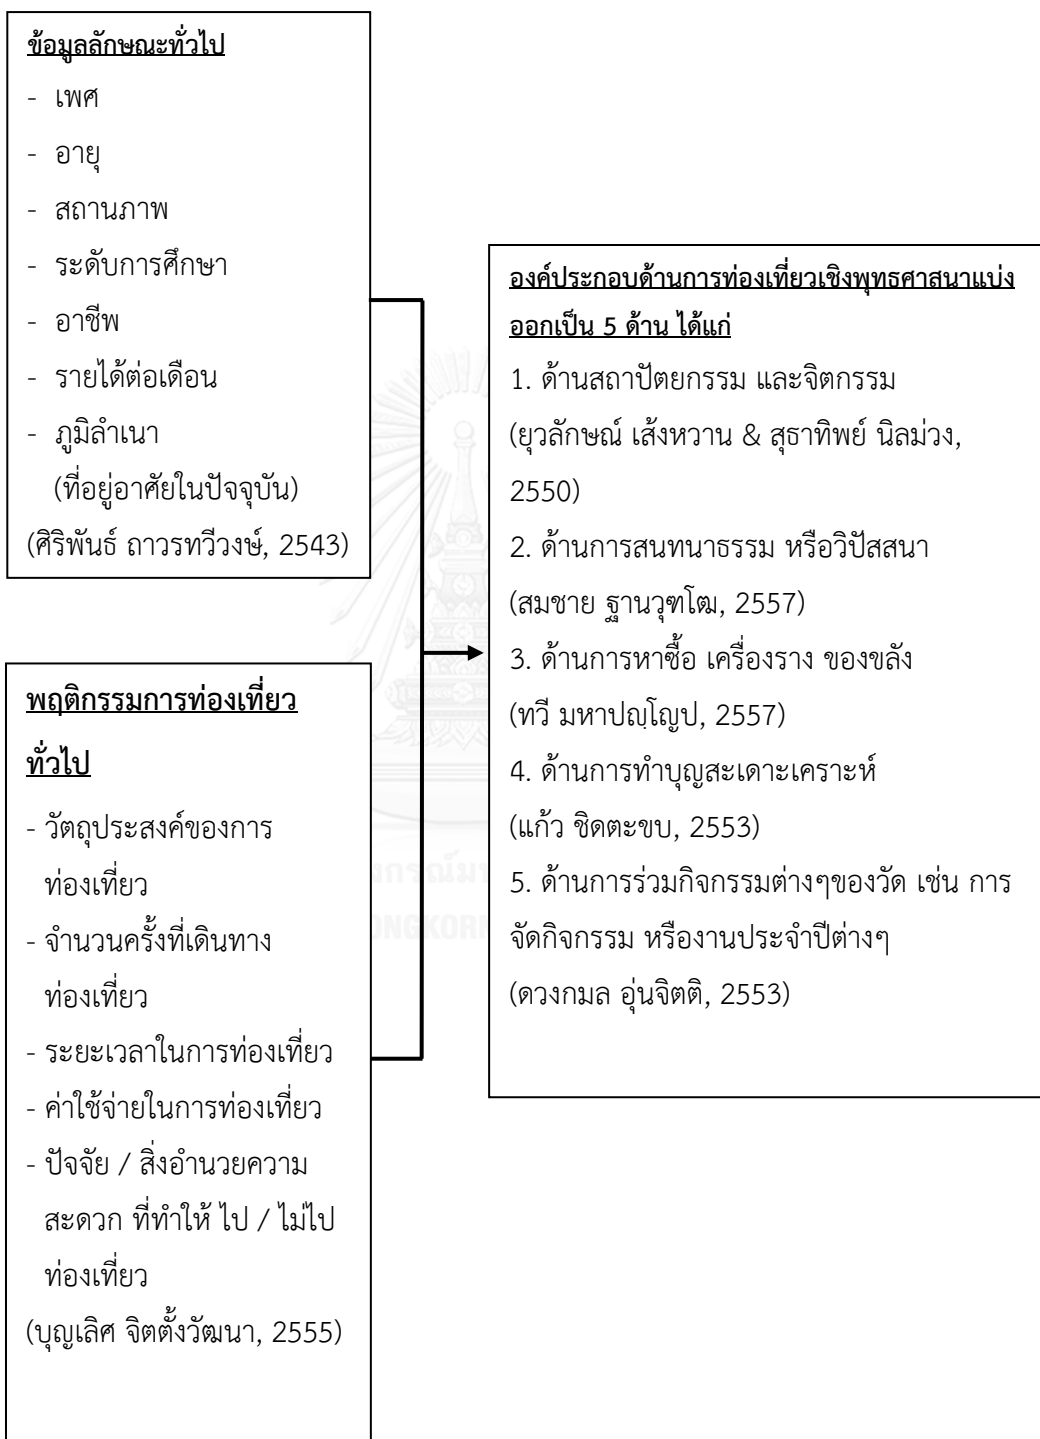 ข้อมูลลักษณะทั่วไป
- เพศ
- อายุ
- สถานภาพ
- ระดับการศึกษา
- อาชีพ
- รายได้ต่อเดือน
- ภูมิลำเนา
(ที่อยู่อาศัยในปัจจุบัน)
(ศิริพันธ์ ถาวรทวีวงษ์, 2543)
พฤติกรรมการท่องเที่ยว
ทั่วไป
- วัตถุประสงค์ของการ
ท่องเที่ยว
- จำนวนครั้งที่เดินทาง
ท่องเที่ยว
- ระยะเวลาในการท่องเที่ยว
- ค่าใช้จ่ายในการท่องเที่ยว
- ปัจจัย / สิ่งอำนวยความ
สะดวก ที่ทำให้ ไป / ไม่ไป
ท่องเที่ยว
(บุญเลิศ จิตตั้งวัฒนา, 2555)
องค์ประกอบด้านการท่องเที่ยวเชิงพุทธศาสนาแบ่ง
ออกเป็น 5 ด้าน ได้แก่
1. ด้านสถาปัตยกรรม และจิตกรรม
(ยุวลักษณ์ เส้งหวาน & สุธาทิพย์ นิลม่วง,
2550)
2. ด้านการสนทนาธรรม หรือวิปัสสนา
(สมชาย ฐานวุฑโฒ, 2557)
3. ด้านการหาซื้อ เครื่องราง ของขลัง
(ทวี มหาปญฺโญป, 2557)
4. ด้านการทำบุญสะเดาะเคราะห์
(แก้ว ชิดตะขบ, 2553)
5. ด้านการร่วมกิจกรรมต่างๆของวัด เช่น การ
จัดกิจกรรม หรืองานประจำปีต่างๆ
(ดวงกมล อุ่นจิตติ, 2553)